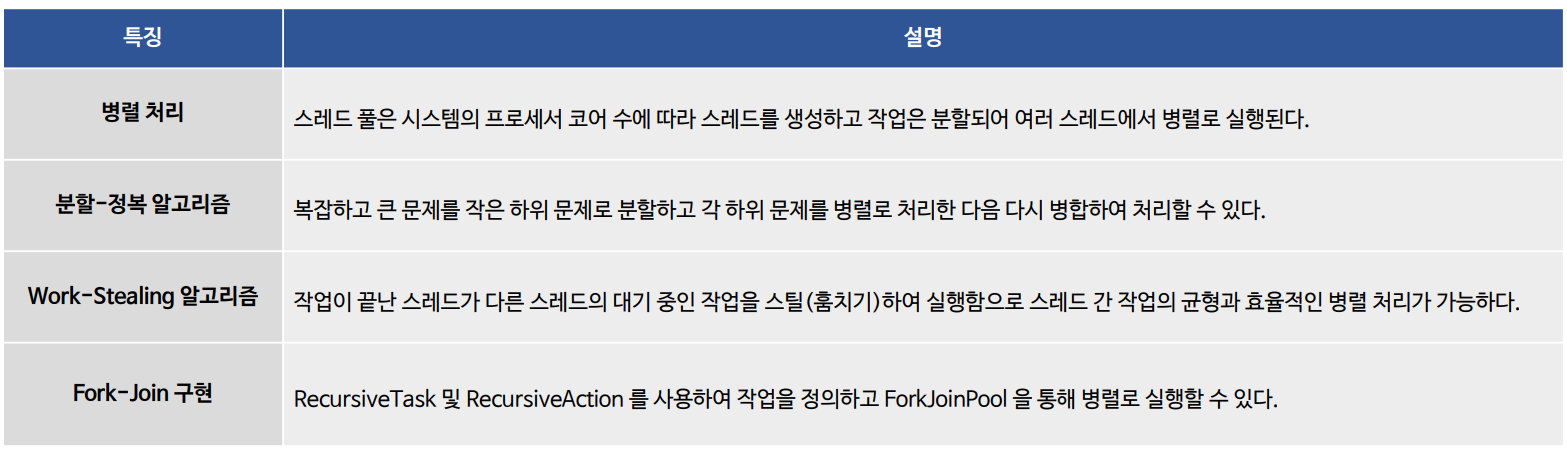 특징
설명
병렬 처리
스레드 풀은 시스템의 프로세서 코어 수에 따라 스레드를 생성하고 작업은 분할되어 여러 스레드에서 병렬로 실행된다.
분할-정복 알고리즘
복잡하고 큰 문제를 작은 하위 문제로 분할하고 각 하위 문제를 병렬로 처리한 다음 다시 병합하여 처리할 수 있다.
Work-Stealing 알고리즘
작업이 끝난 스레드가 다른 스레드의 대기 중인 작업을 스틸(훔치기)하여 실행함으로 스레드 간 작업의 균형과 효율적인 병렬 처리가 가능하다.
Fork-Join 구현
RecursiveTask 및 RecursiveAction 를 사용하여 작업을 정의하고 ForkJoinPool 을 통해 병렬로 실행할 수 있다.